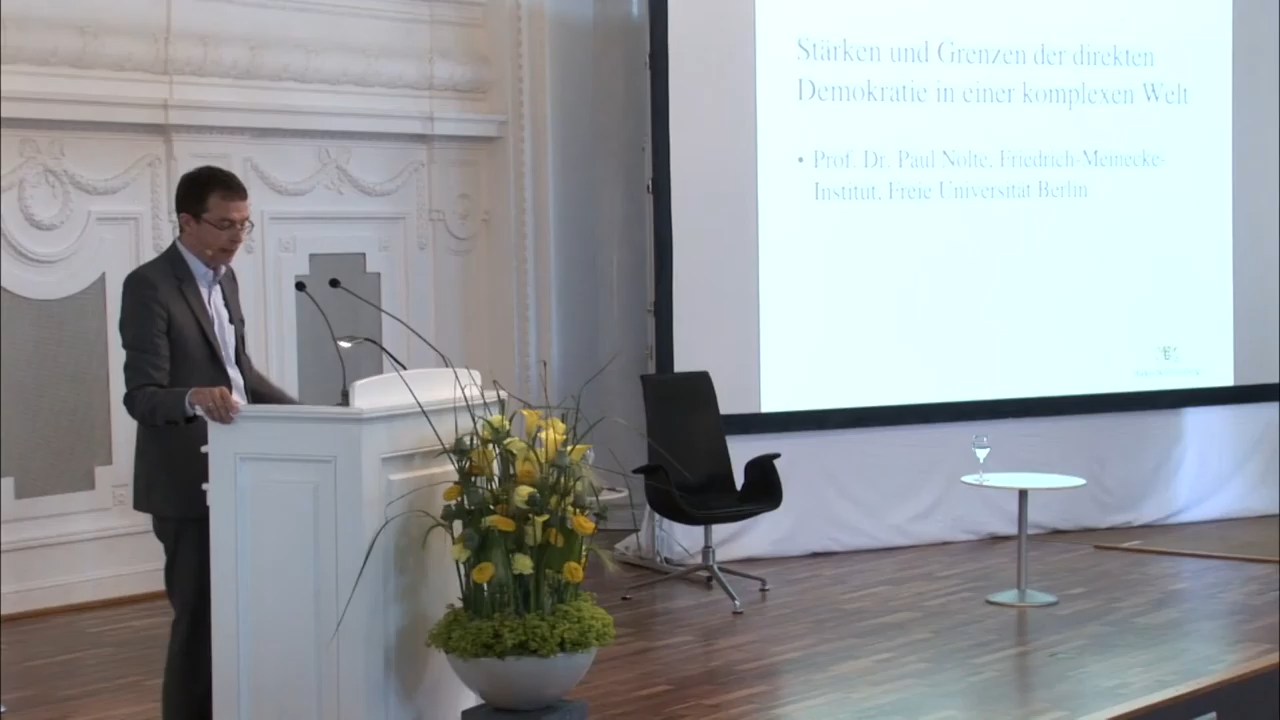 Stärken und Grenzen der direkten
Demokratie in einer komplexen Welt
• Prof. Dr. Paul Nolte, Friedrich-Meinecke-
Institut, Freie Universität Berlin